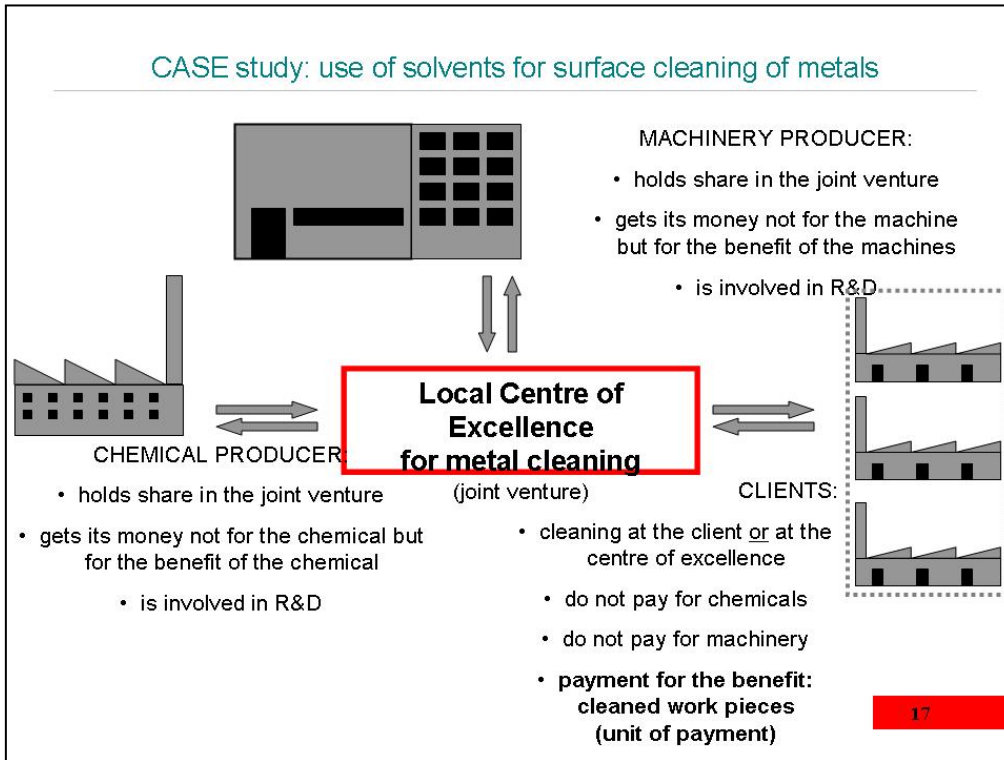 CASE study: use of solvents for surface cleaning of metals
MACHINERY PRODUCER:
• holds share in the joint venture
• gets its money not for the machine
but for the benefit of the machines
• is involved in R&D
Local Centre of
Excellence
for metal cleaning
(joint venture)
CHEMICAL PRODUCER:
• holds share in the joint venture
• gets its money not for the chemical but
for the benefit of the chemical
• is involved in R&D
CLIENTS:
• cleaning at the client or at the
centre of excellence
• do not pay for chemicals
• do not pay for machinery
• payment for the benefit:
cleaned work pieces
(unit of payment)
17